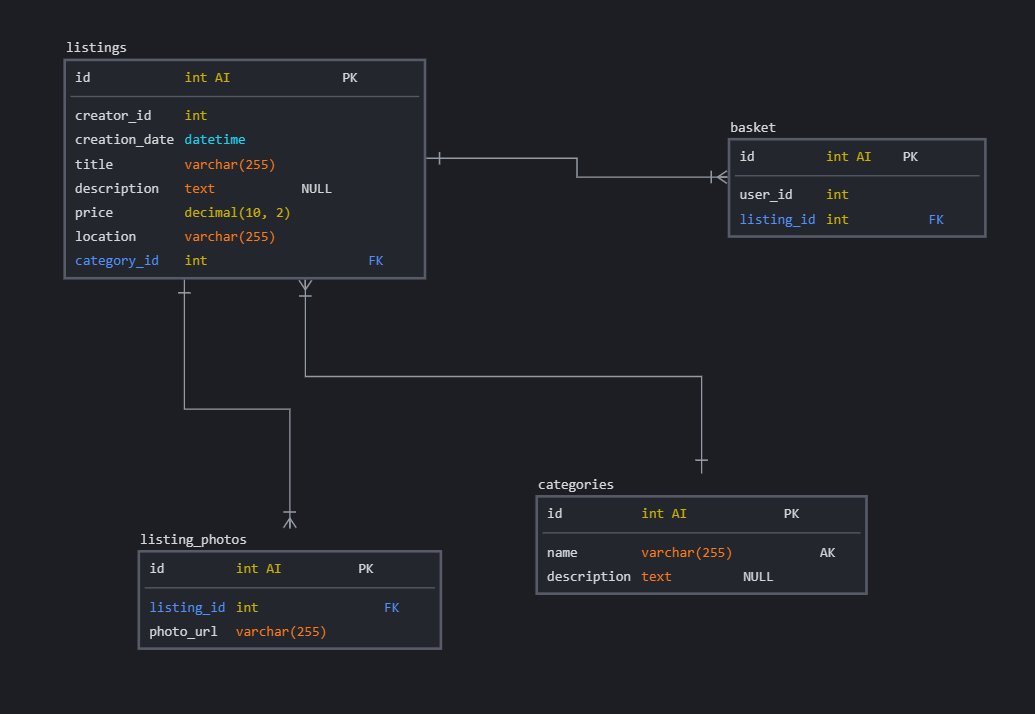 listings
id int AI PK
creator_id int
creation_date datetime
title varchar(255)
description text NULL
price decimal(10, 2)
location varchar(255)
category_id int FK
basket
id int AI PK
user_id int
listing_id int FK
listing_photos
id int AI PK
listing_id int FK
photo_url varchar(255)
categories
id int AI PK
name varchar(255) AK
description text NULL